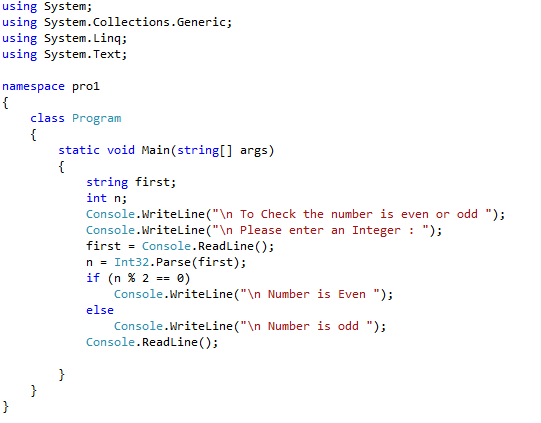 using System;
using System.Collections.Generic;
using System.Linq;
using System.Text;

namespace pro1
{
    class Program
    {
        static void Main(string[] args)
        {
            string first;
            int n;
            Console.WriteLine("\n To Check the number is even or odd ");
            Console.WriteLine("\n Please enter an Integer : ");
            first = Console.ReadLine();
            n = Int32.Parse(first);
            if (n % 2 == 0)
                Console.WriteLine("\n Number is Even ");
            else
                Console.WriteLine("\n Number is odd ");
            Console.ReadLine();

        }
    }
}